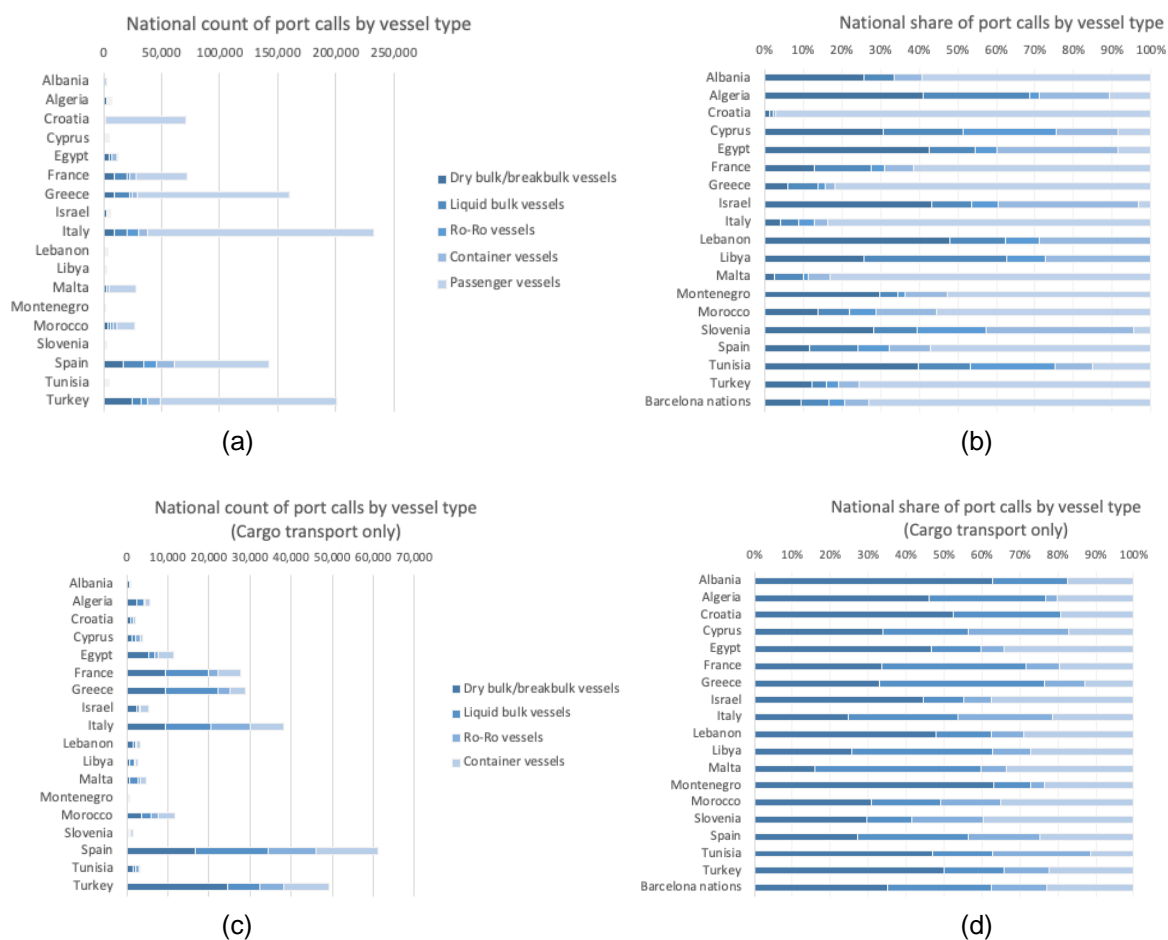 National count of port calls by vessel type
0 50,000 100,000 150,000 200,000 250,000
Albania
Algeria
Croatia
Cyprus
Egypt
France
Greece
Israel
Italy
Lebanon
Libya
Malta
Montenegro
Morocco
Slovenia
Spain
Tunisia
Turkey
Dry bulk/breakbulk vessels
Liquid bulk vessels
Ro-Ro vessels
Container vessels
Passenger vessels
(a)
National share of port calls by vessel type
0% 10% 20% 30% 40% 50% 60% 70% 80% 90% 100%
Albania
Algeria
Croatia
Cyprus
Egypt
France
Greece
Israel
Italy
Lebanon
Libya
Malta
Montenegro
Morocco
Slovenia
Spain
Tunisia
Turkey
Barcelona nations
(b)
National count of port calls by vessel type
(Cargo transport only)
0 10,000 20,000 30,000 40,000 50,000 60,000 70,000
Albania
Algeria
Croatia
Cyprus
Egypt
France
Greece
Israel
Italy
Lebanon
Libya
Malta
Montenegro
Morocco
Slovenia
Spain
Tunisia
Turkey
Dry bulk/breakbulk vessels
Liquid bulk vessels
Ro-Ro vessels
Container vessels
(c)
National share of port calls by vessel type
(Cargo transport only)
0% 10% 20% 30% 40% 50% 60% 70% 80% 90% 100%
Albania
Algeria
Croatia
Cyprus
Egypt
France
Greece
Israel
Italy
Lebanon
Libya
Malta
Montenegro
Morocco
Slovenia
Spain
Tunisia
Turkey
Barcelona nations
(d)